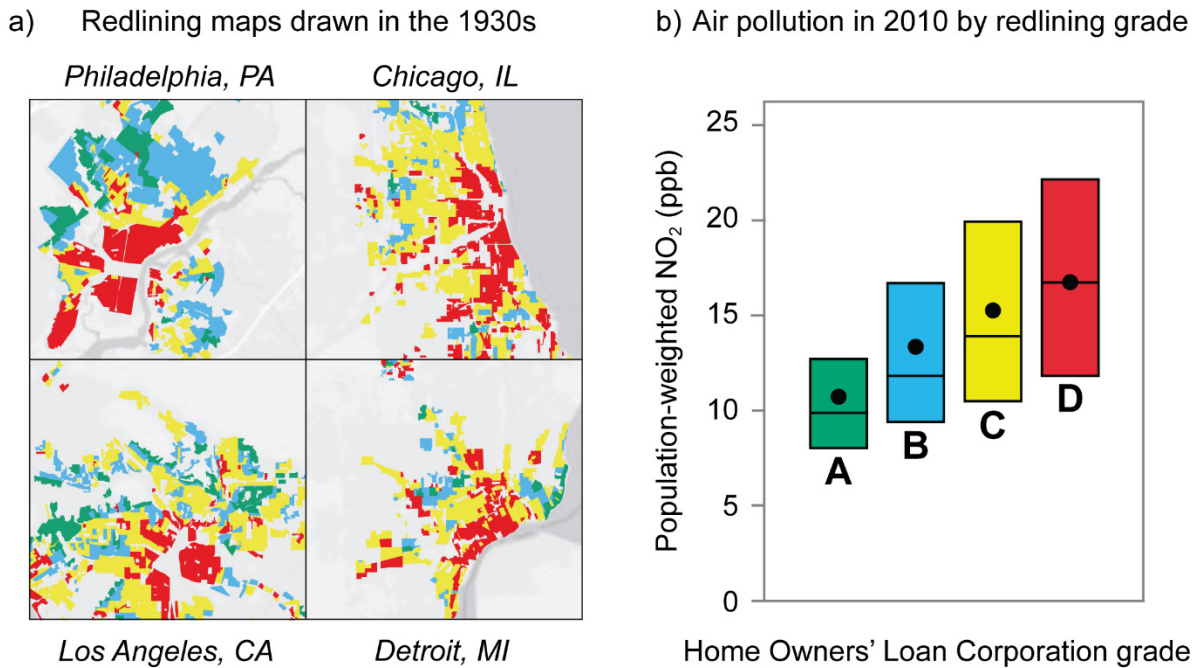 a) Redlining maps drawn in the 1930s
Philadelphia, PA
Chicago, IL
Los Angeles, CA
Detroit, MI
b) Air pollution in 2010 by redlining grade
Population-weighted NO₂ (ppb)
25
20
15
10
5
0
A
B
C
D
Home Owners’ Loan Corporation grade